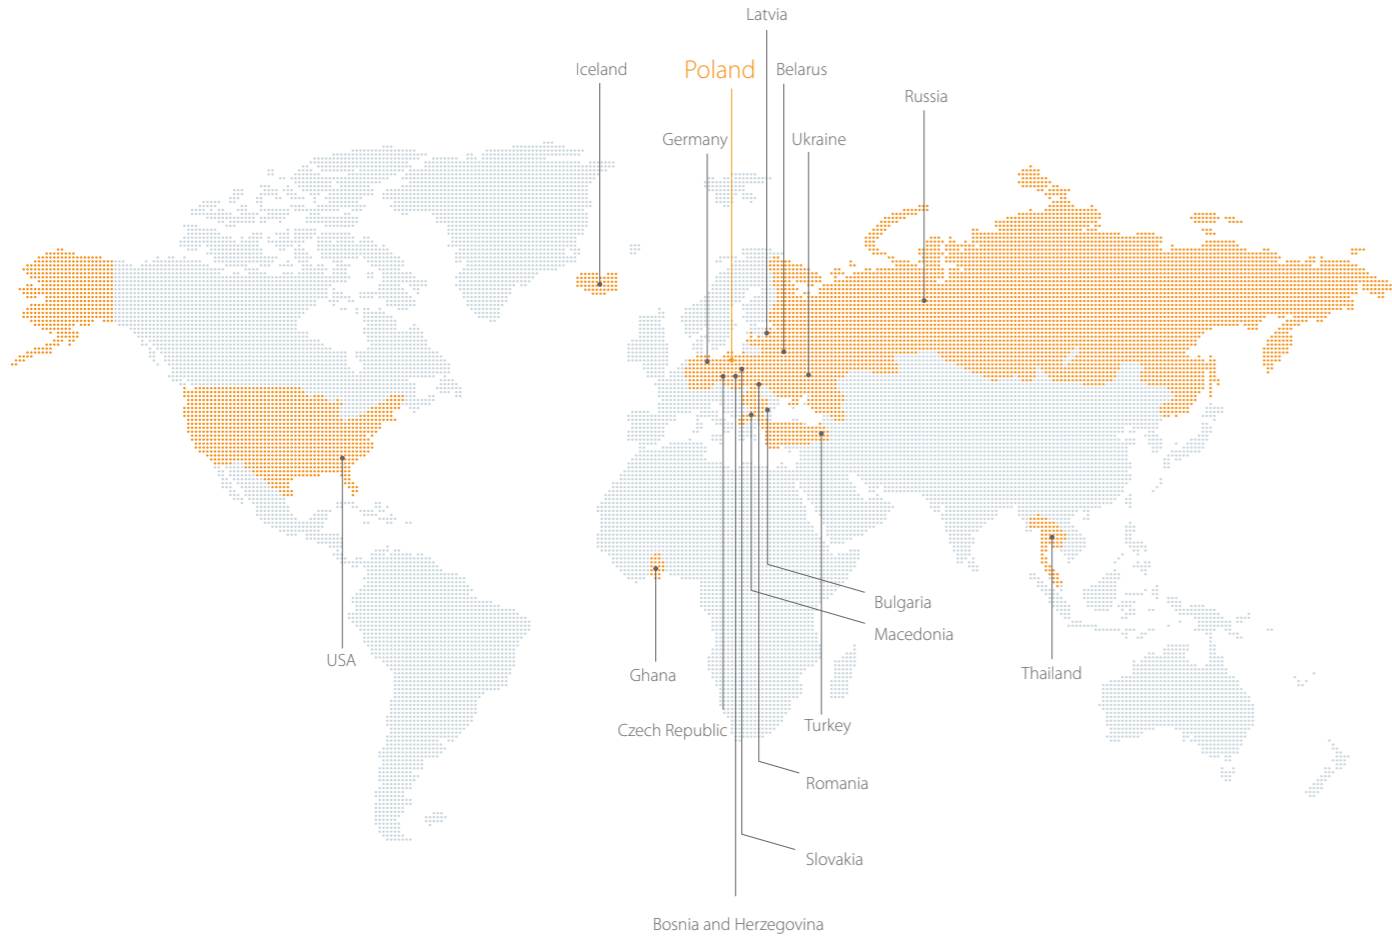 Latvia
Iceland
Poland
Belarus
Russia
Germany
Ukraine
Bulgaria
Macedonia
USA
Ghana
Thailand
Czech Republic
Turkey
Romania
Slovakia
Bosnia and Herzegovina